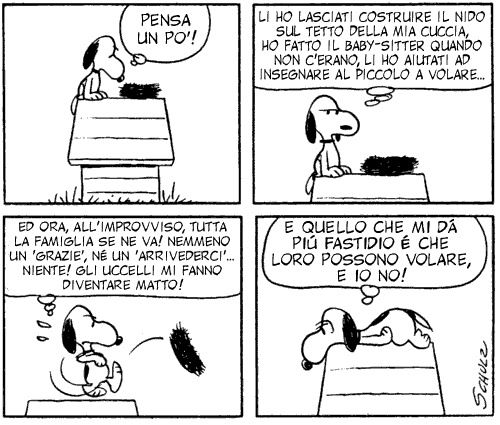 PENSA
UN PO'!
LI HO LASCIATI COSTRUIRE IL NIDO
SUL TETTO DELLA MIA CUCCIA,
HO FATTO IL BABY-SITTER QUANDO
NON C'ERANO, LI HO AIUTATI AD
INSEGNARE AL PICCOLO A VOLARE...
ED ORA, ALL'IMPROVVISO, TUTTA
LA FAMIGLIA SE NE VA! NEMMENO
UN 'GRAZIE', NÉ UN 'ARRIVEDERCI'...
NIENTE! GLI UCCELLI MI FANNO
DIVENTARE MATTO!
E QUELLO CHE MI DÁ
PIÚ FASTIDIO É CHE
LORO POSSONO VOLARE,
E IO NO!
SCHULZ